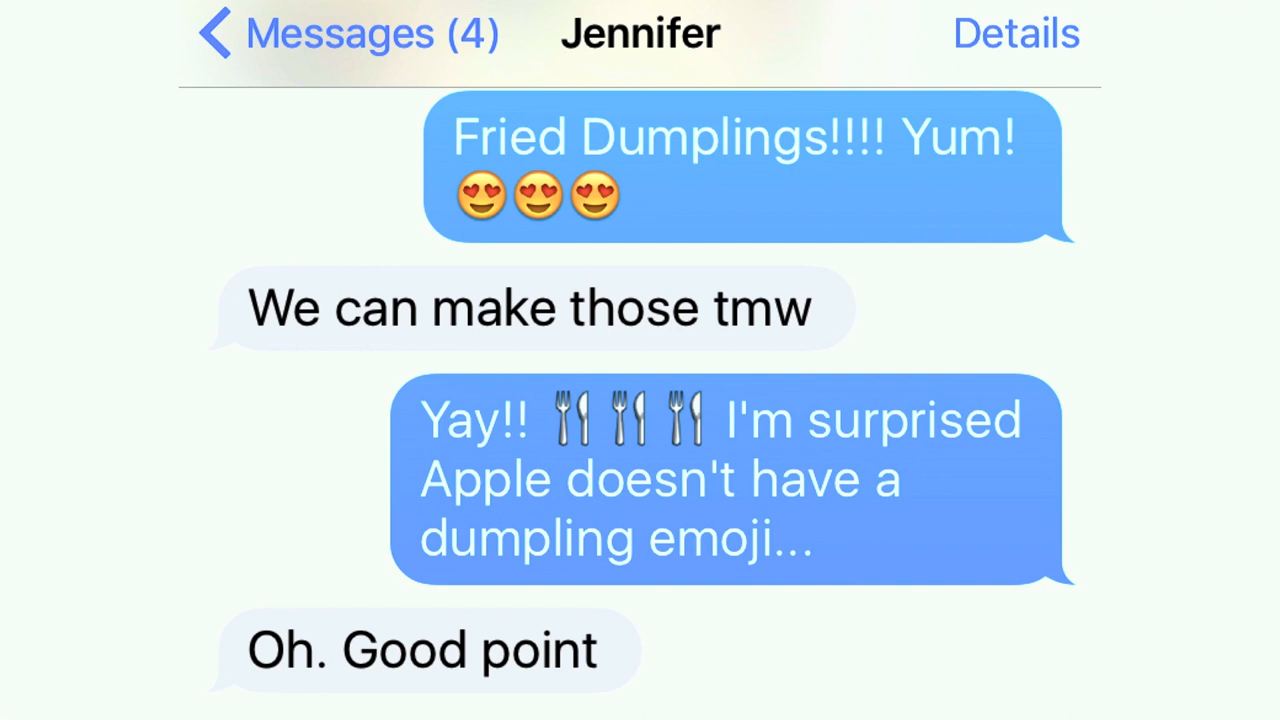 Messages (4) Jennifer Details
Fried Dumplings!!!! Yum!
😍😍😍
We can make those tmw
Yay!! 🍴🍴🍴 I'm surprised
Apple doesn't have a
dumpling emoji...
Oh. Good point